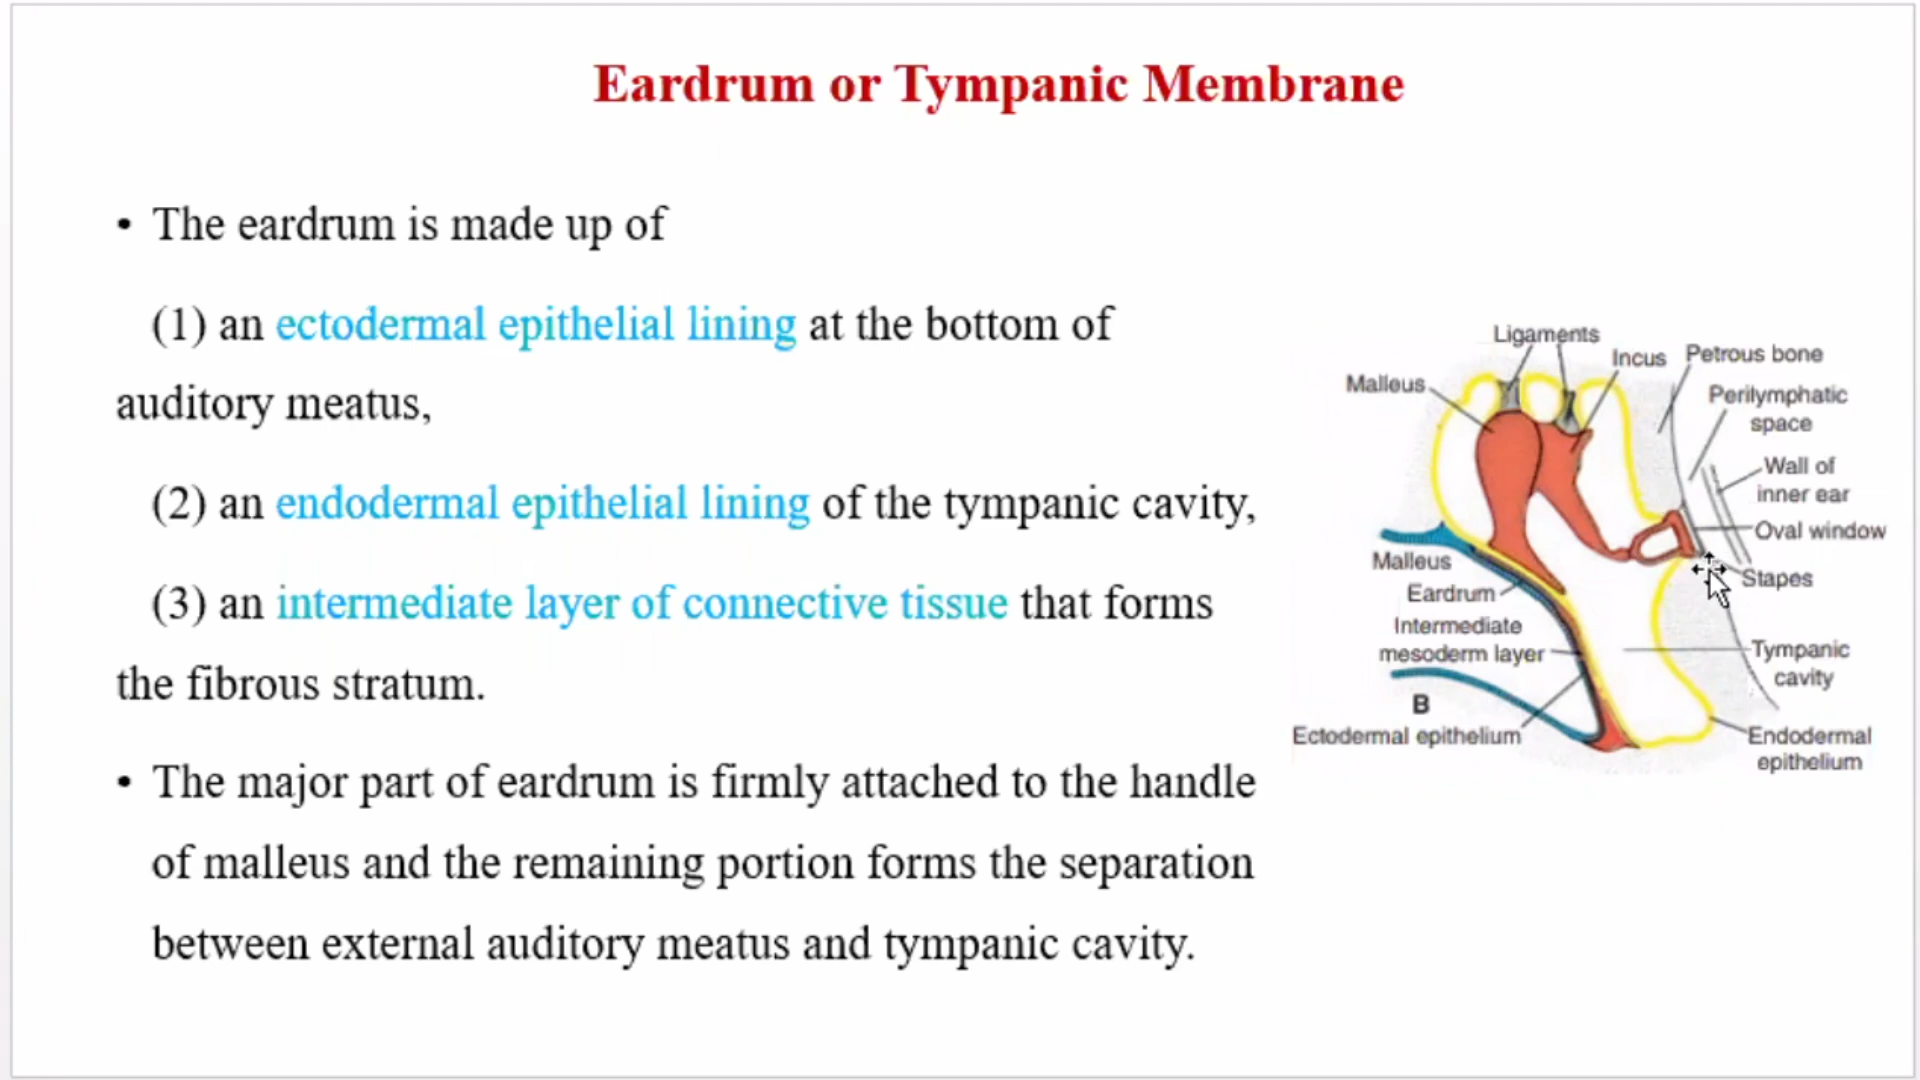 Eardrum or Tympanic Membrane
• The eardrum is made up of
(1) an ectodermal epithelial lining at the bottom of
auditory meatus,
(2) an endodermal epithelial lining of the tympanic cavity,
(3) an intermediate layer of connective tissue that forms
the fibrous stratum.
• The major part of eardrum is firmly attached to the handle
of malleus and the remaining portion forms the separation
between external auditory meatus and tympanic cavity.
Ligaments
Incus
Petrous bone
Malleus
Perilymphatic
space
Wall of
inner ear
Oval window
Malleus
Stapes
Eardrum
Intermediate
mesoderm layer
Tympanic
cavity
B
Ectodermal epithelium
Endodermal
epithelium